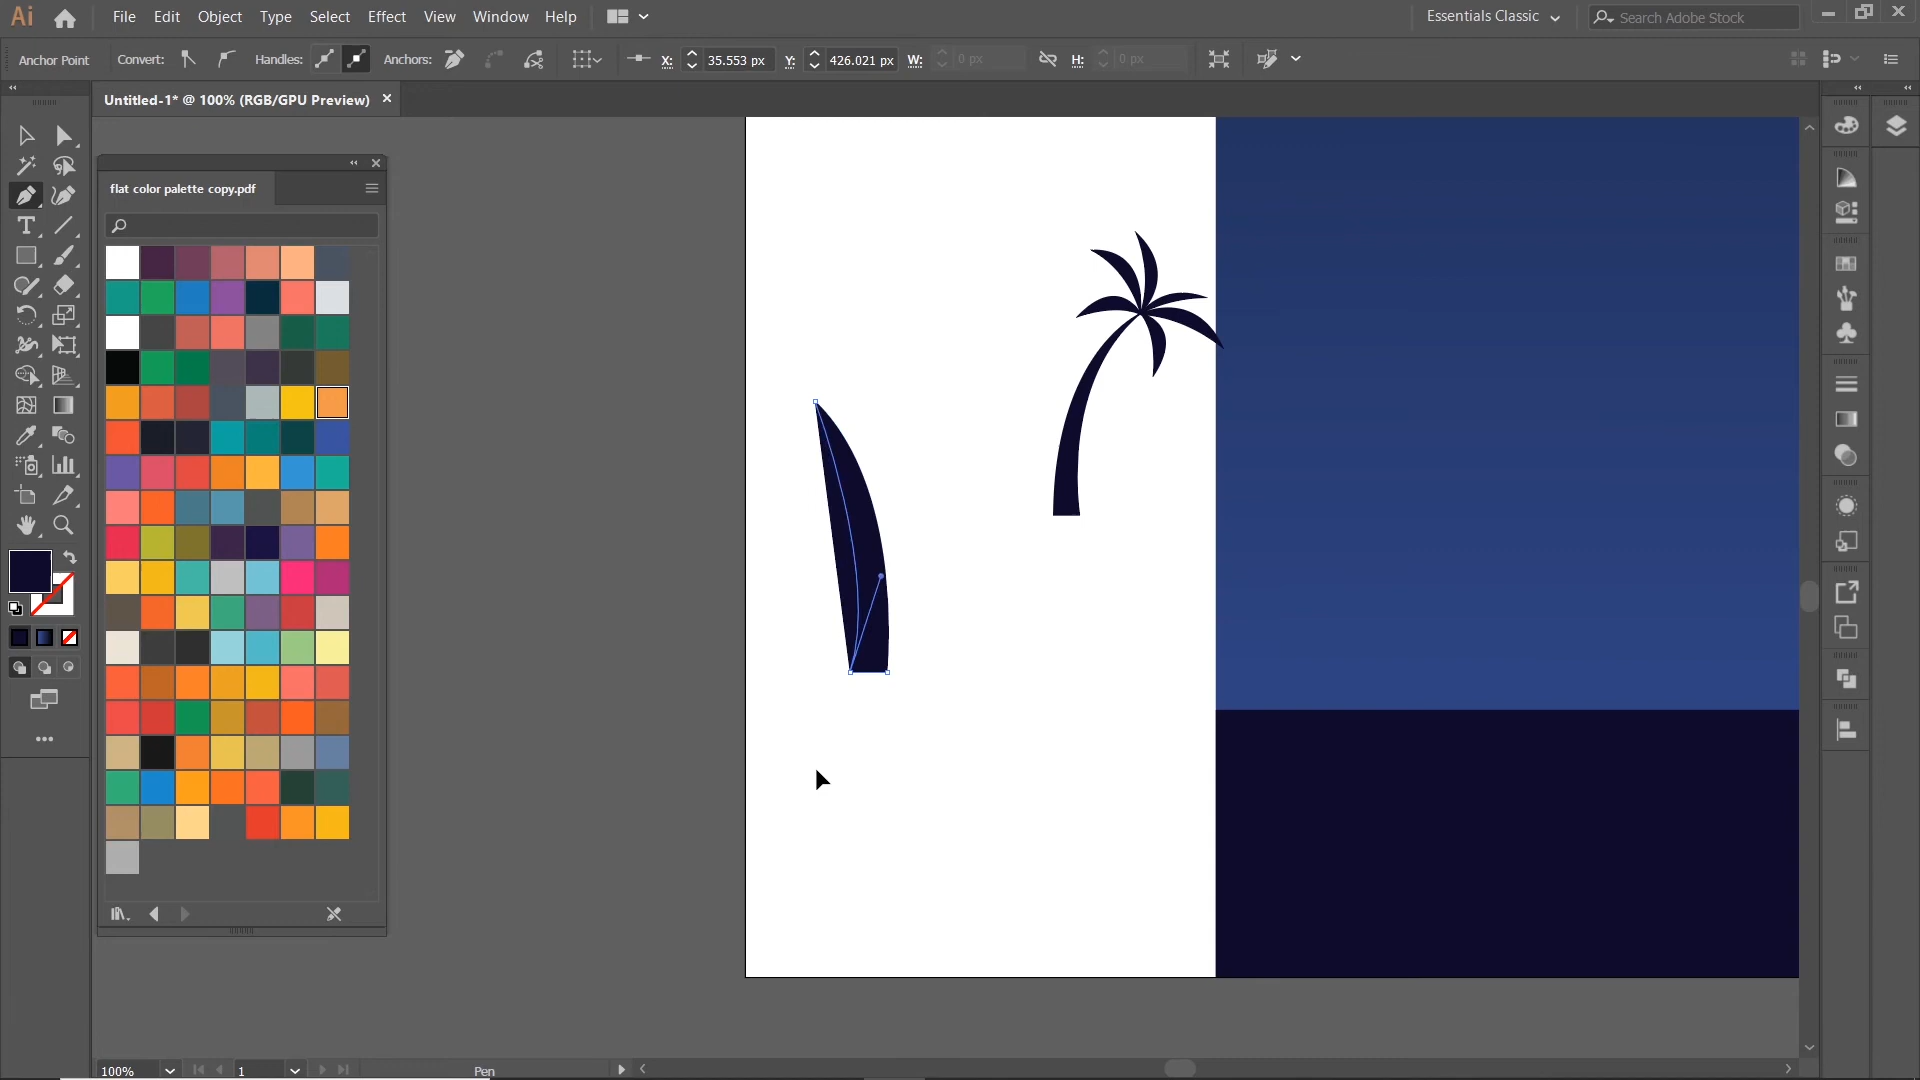 Ai File Edit Object Type Select Effect View Window Help Essentials Classic Search Adobe Stock
Anchor Point Convert: Handles: Anchors: X: 35.553 px Y: 426.021 px W: 0 px H: 0 px
Untitled-1* @ 100% (RGB/GPU Preview)
flat color palette copy.pdf
100% 1 Pen